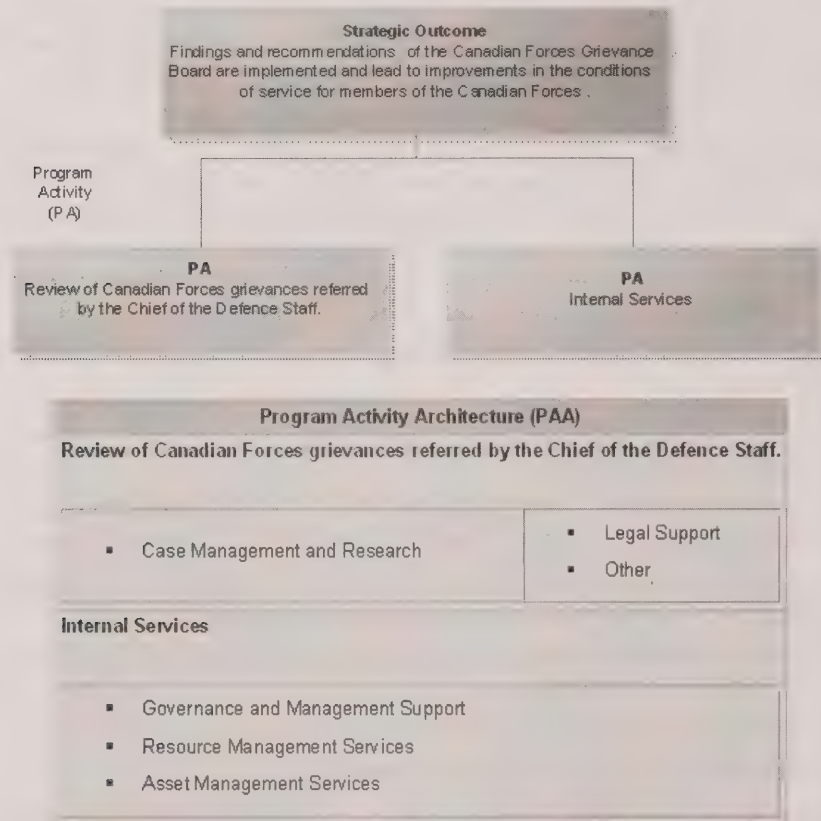 Strategic Outcome
Findings and recommendations of the Canadian Forces Grievance
Board are implemented and lead to improvements in the conditions
of service for members of the Canadian Forces .
Program
Activity
(PA)
PA
Review of Canadian Forces grievances referred
by the Chief of the Defence Staff.
PA
Internal Services
Program Activity Architecture (PAA)
Review of Canadian Forces grievances referred by the Chief of the Defence Staff.
▪ Case Management and Research
▪ Legal Support
▪ Other
Internal Services
▪ Governance and Management Support
▪ Resource Management Services
▪ Asset Management Services